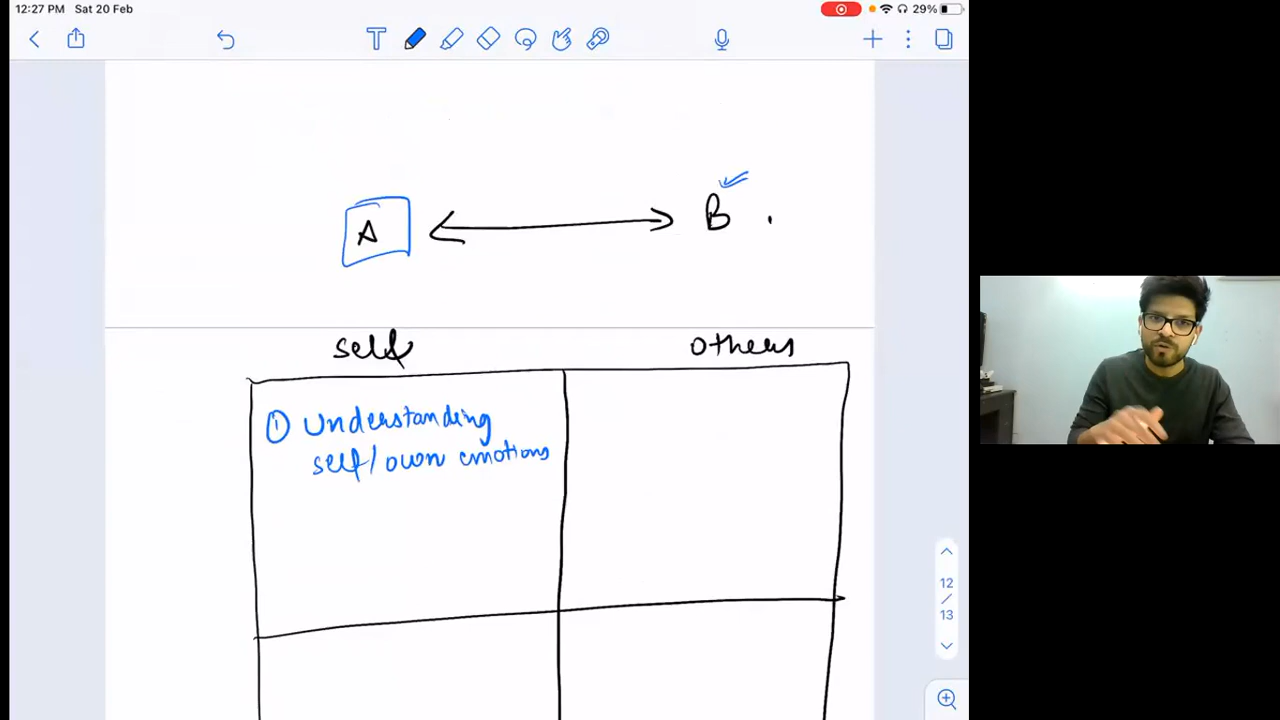 12:27 PM Sat 20 Feb
29%
T
A
B
self
others
① Understanding
self/own emotions
12
/
13